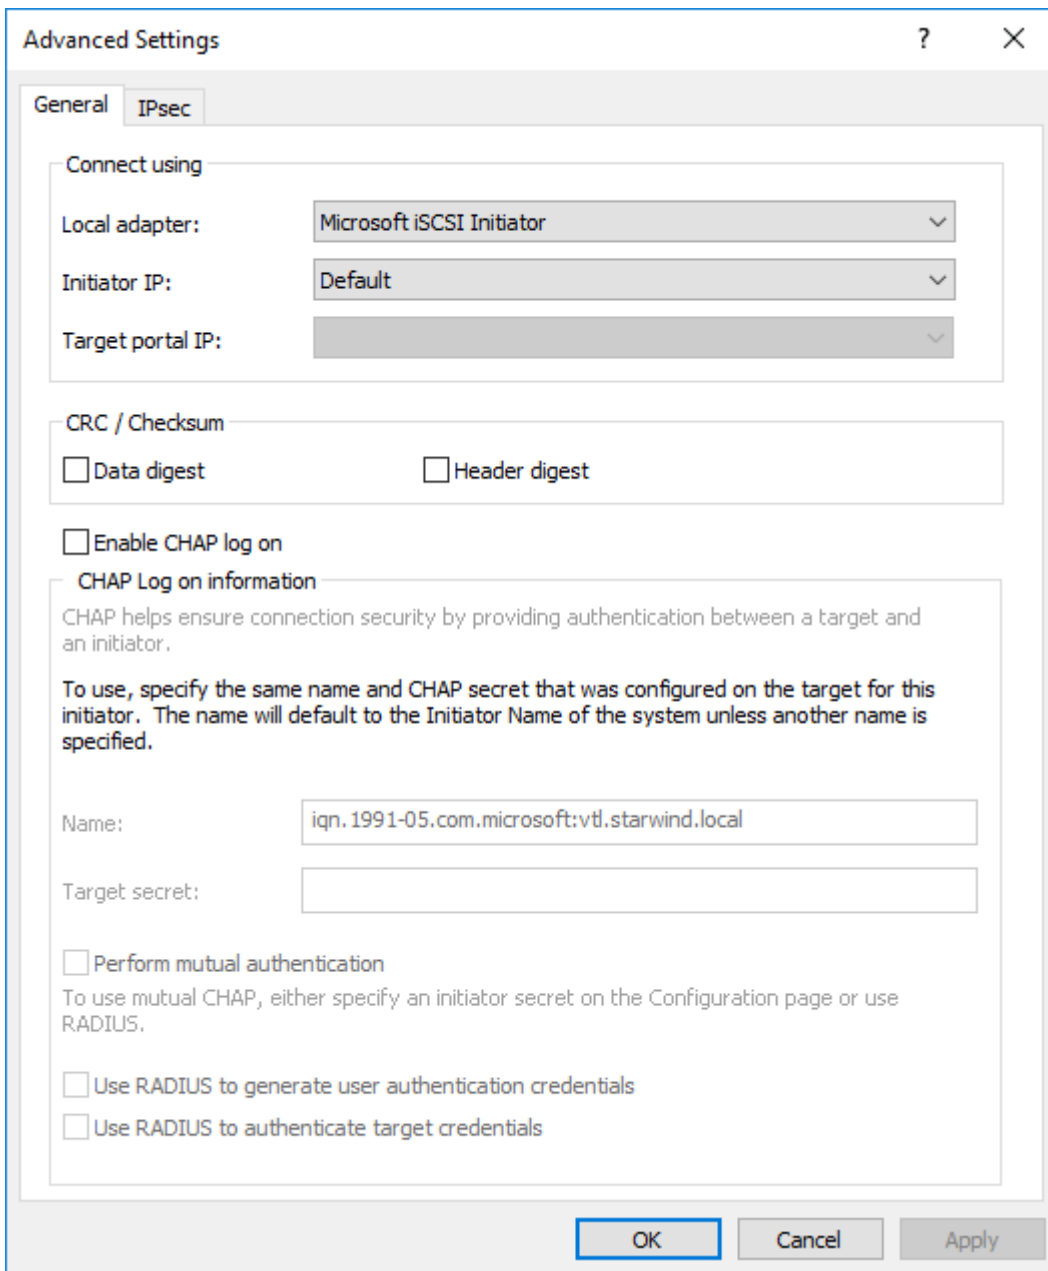 Advanced Settings ?
General IPsec
Connect using
Local adapter: Microsoft iSCSI Initiator
Initiator IP: Default
Target portal IP:
CRC / Checksum
Data digest Header digest
Enable CHAP log on
CHAP Log on information
CHAP helps ensure connection security by providing authentication between a target and
an initiator.
To use, specify the same name and CHAP secret that was configured on the target for this
initiator.  The name will default to the Initiator Name of the system unless another name is
specified.
Name: iqn.1991-05.com.microsoft:vtl.starwind.local
Target secret:
Perform mutual authentication
To use mutual CHAP, either specify an initiator secret on the Configuration page or use
RADIUS.
Use RADIUS to generate user authentication credentials
Use RADIUS to authenticate target credentials
OK Cancel Apply